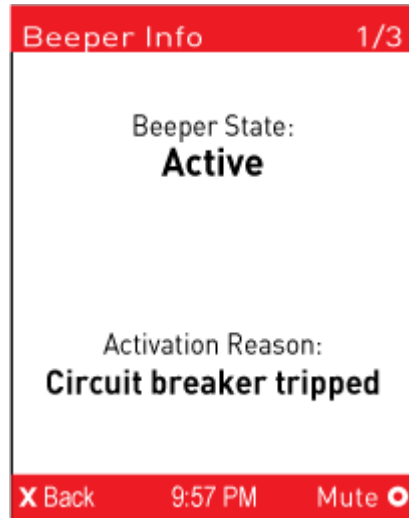 Beeper Info 1/3
Beeper State:
Active
Activation Reason:
Circuit breaker tripped
X Back 9:57 PM Mute O